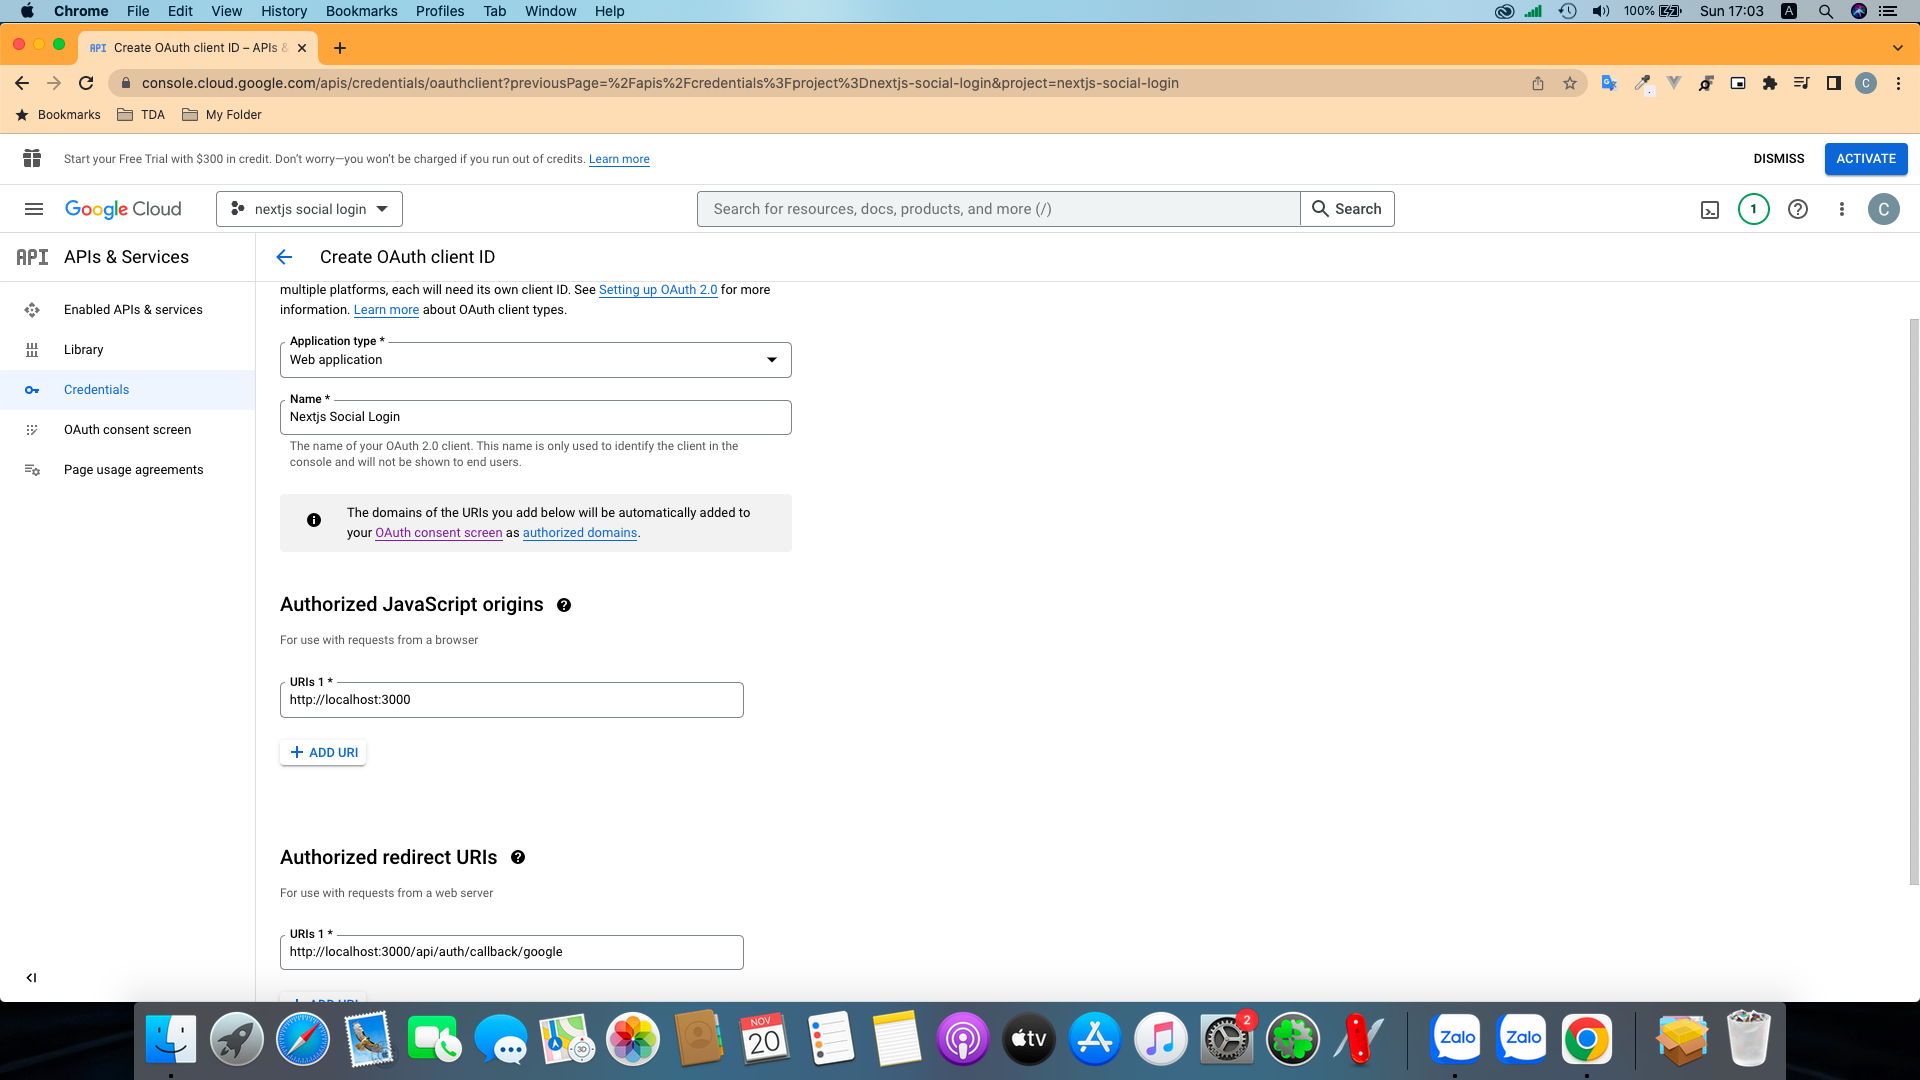 Chrome File Edit View History Bookmarks Profiles Tab Window Help 100% Sun 17:03 A
API Create OAuth client ID – APIs &
console.cloud.google.com/apis/credentials/oauthclient?previousPage=%2Fapis%2Fcredentials%3Fproject%3Dnextjs-social-login&project=nextjs-social-login C
Bookmarks TDA My Folder
Start your Free Trial with $300 in credit. Don't worry—you won't be charged if you run out of credits. Learn more DISMISS ACTIVATE
Google Cloud nextjs social login Search for resources, docs, products, and more (/) Search 1 C
API APIs & Services
Create OAuth client ID
Enabled APIs & services
Library
Credentials
OAuth consent screen
Page usage agreements
multiple platforms, each will need its own client ID. See Setting up OAuth 2.0 for more
information. Learn more about OAuth client types.
Application type *
Web application
Name *
Nextjs Social Login
The name of your OAuth 2.0 client. This name is only used to identify the client in the
console and will not be shown to end users.
The domains of the URIs you add below will be automatically added to
your OAuth consent screen as authorized domains.
Authorized JavaScript origins
For use with requests from a browser
URIs 1 *
http://localhost:3000
ADD URI
Authorized redirect URIs
For use with requests from a web server
URIs 1 *
http://localhost:3000/api/auth/callback/google
ADD URI
NOV
20
3D
tv
2
Zalo
Zalo